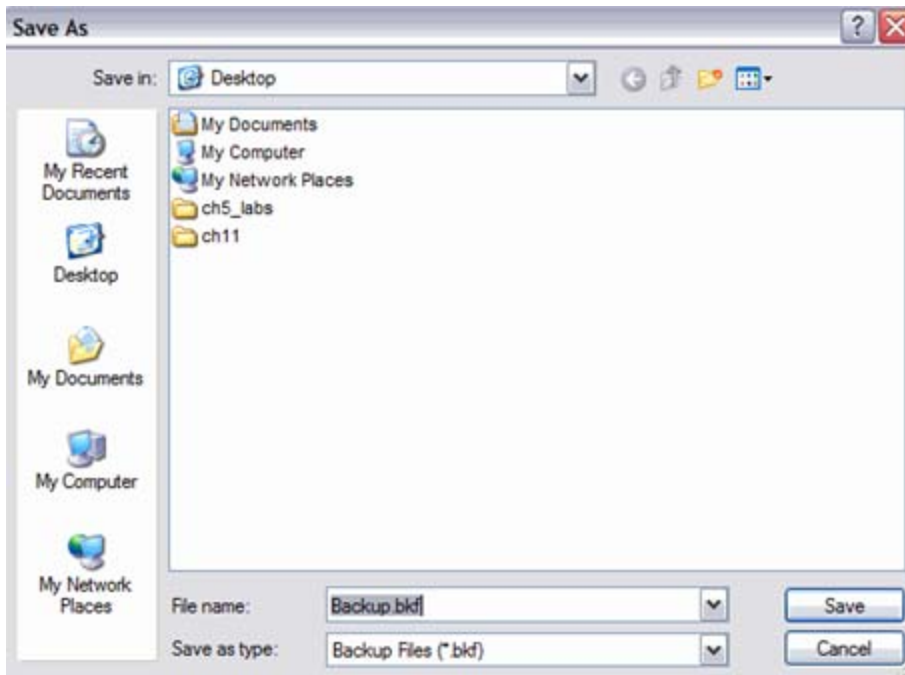 Save As
Save in:
Desktop
My Recent
Documents
Desktop
My Documents
My Computer
My Network
Places
My Documents
My Computer
My Network Places
ch5_labs
ch11
File name:
Backup.bkf
Save
Save as type:
Backup Files (*.bkf)
Cancel